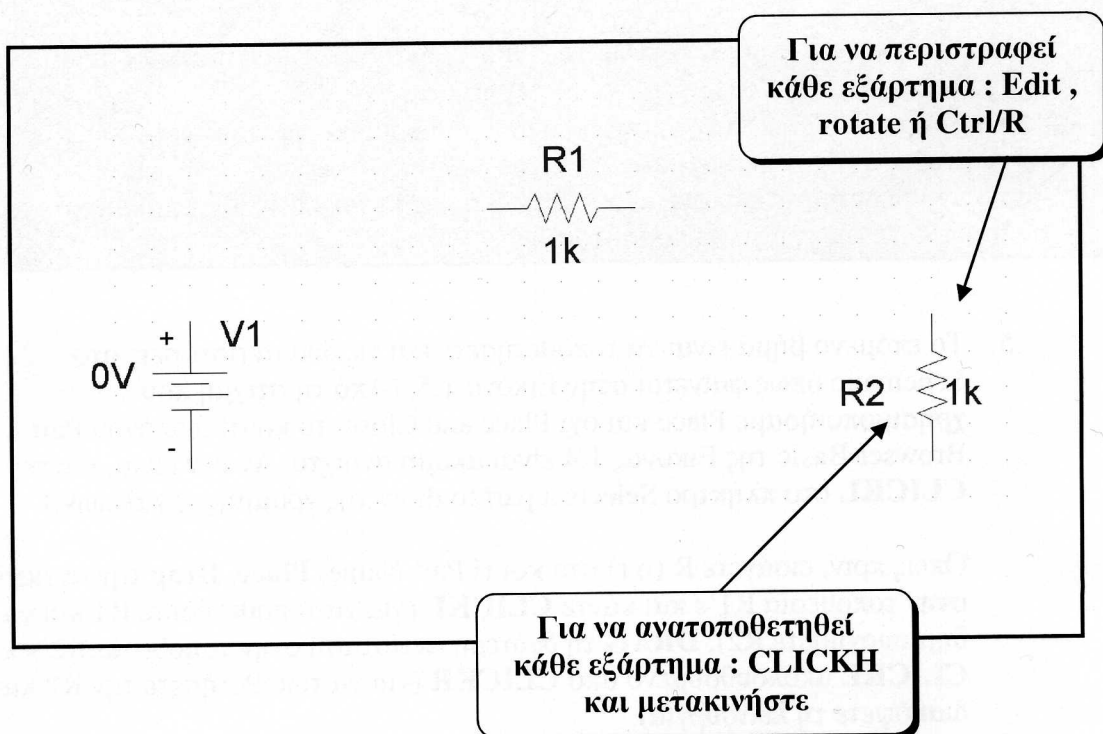 Για να περιστραφεί
κάθε εξάρτημα : Edit ,
rotate ή Ctrl/R
R1
1k
+ V1
0V
-
R2 1k
Για να ανατοποθετηθεί
κάθε εξάρτημα : CLICKH
και μετακινήστε